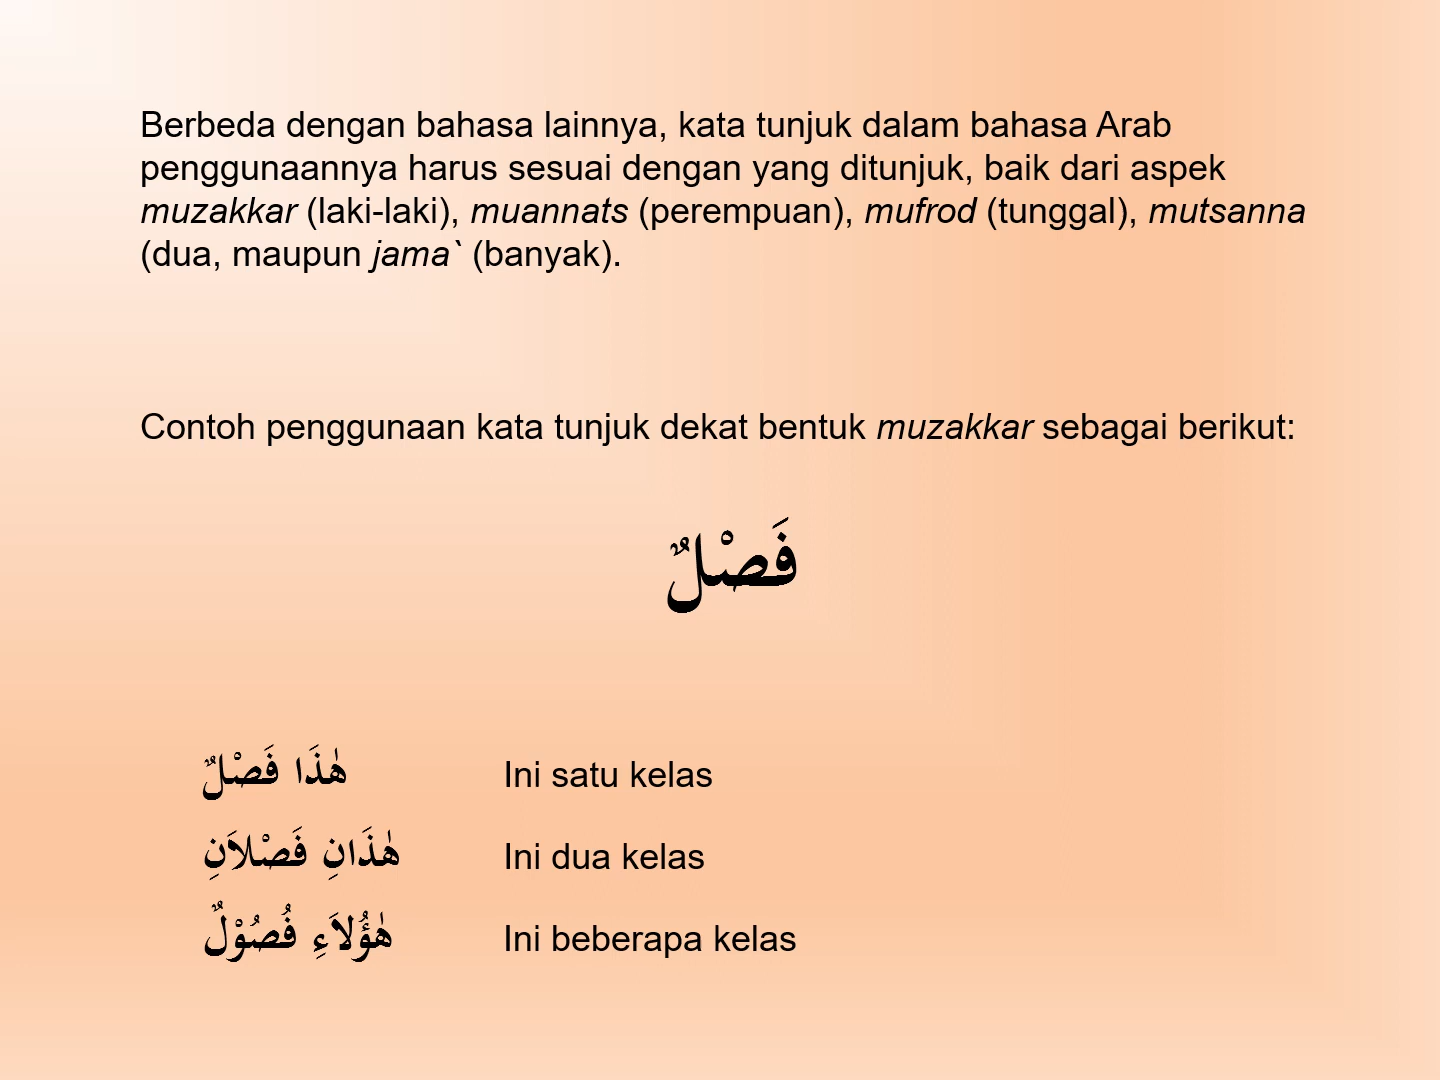 Berbeda dengan bahasa lainnya, kata tunjuk dalam bahasa Arab
penggunaannya harus sesuai dengan yang ditunjuk, baik dari aspek
muzakkar (laki-laki), muannats (perempuan), mufrod (tunggal), mutsanna
(dua, maupun jama` (banyak).
Contoh penggunaan kata tunjuk dekat bentuk muzakkar sebagai berikut:
فَصْلٌ
هٰذَا فَصْلٌ Ini satu kelas
هٰذَانِ فَصْلاَنِ Ini dua kelas
هٰؤُلاَءِ فُصُوْلٌ Ini beberapa kelas